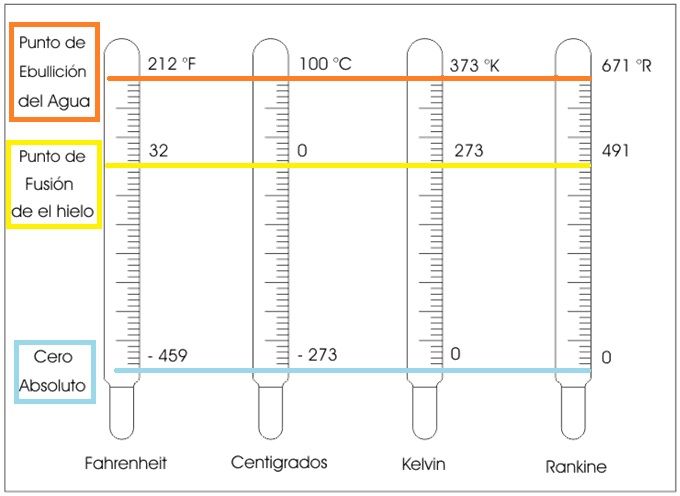 Punto de
Ebullición
del Agua
212 °F
100 °C
373 °K
671 °R
Punto de
Fusión
de el hielo
32
0
273
491
Cero
Absoluto
- 459
- 273
0
0
Fahrenheit
Centigrados
Kelvin
Rankine